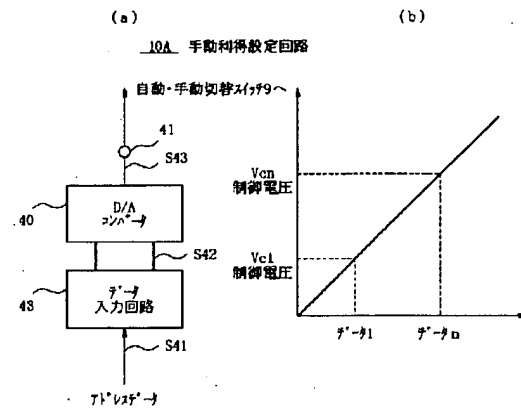 (a)
(b)
10A 手動利得設定回路
自動・手動切替スイッチ9へ
41
S43
D/A
コンバータ
40
S42
データ
入力回路
43
S41
アドレスデータ
Vcn
制御電圧
Vc1
制御電圧
データ1
データn